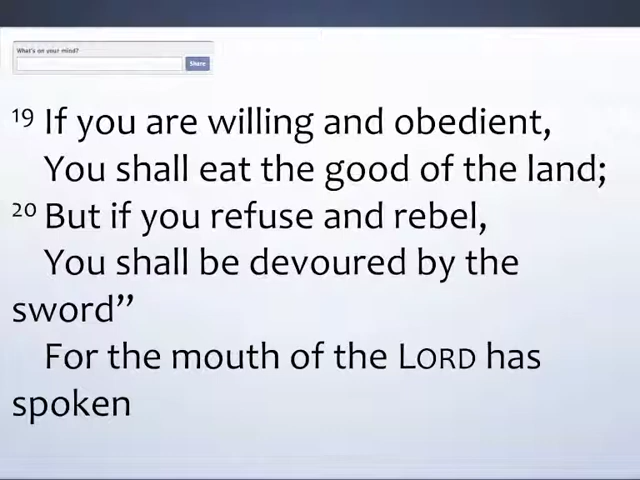 What's on your mind?
Share
19 If you are willing and obedient,
You shall eat the good of the land;
20 But if you refuse and rebel,
You shall be devoured by the
sword”
For the mouth of the LORD has
spoken